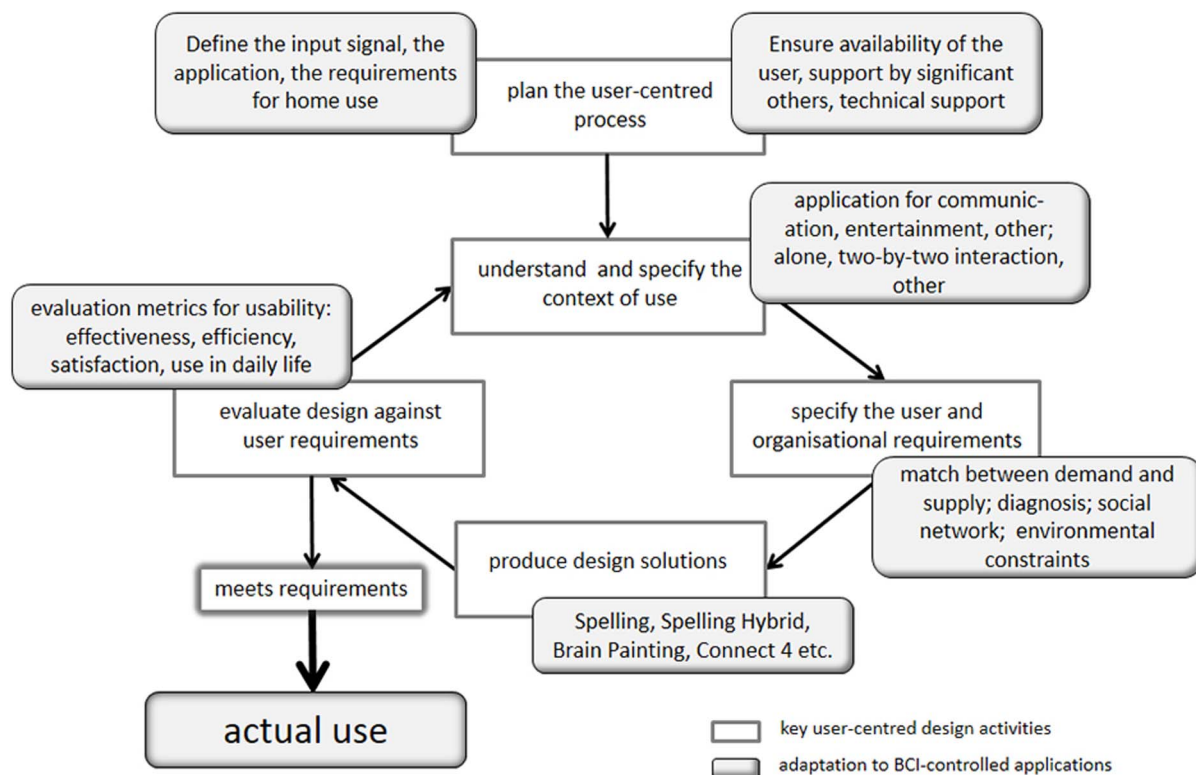 Define the input signal, the
application, the requirements
for home use
Ensure availability of the
user, support by significant
others, technical support
plan the user-centred
process
application for communic-
ation, entertainment, other;
alone, two-by-two interaction,
other
understand and specify the
context of use
evaluation metrics for usability:
effectiveness, efficiency,
satisfaction, use in daily life
evaluate design against
user requirements
specify the user and
organisational requirements
match between demand and
supply; diagnosis; social
network; environmental
constraints
produce design solutions
meets requirements
Spelling, Spelling Hybrid,
Brain Painting, Connect 4 etc.
actual use
key user-centred design activities
adaptation to BCI-controlled applications